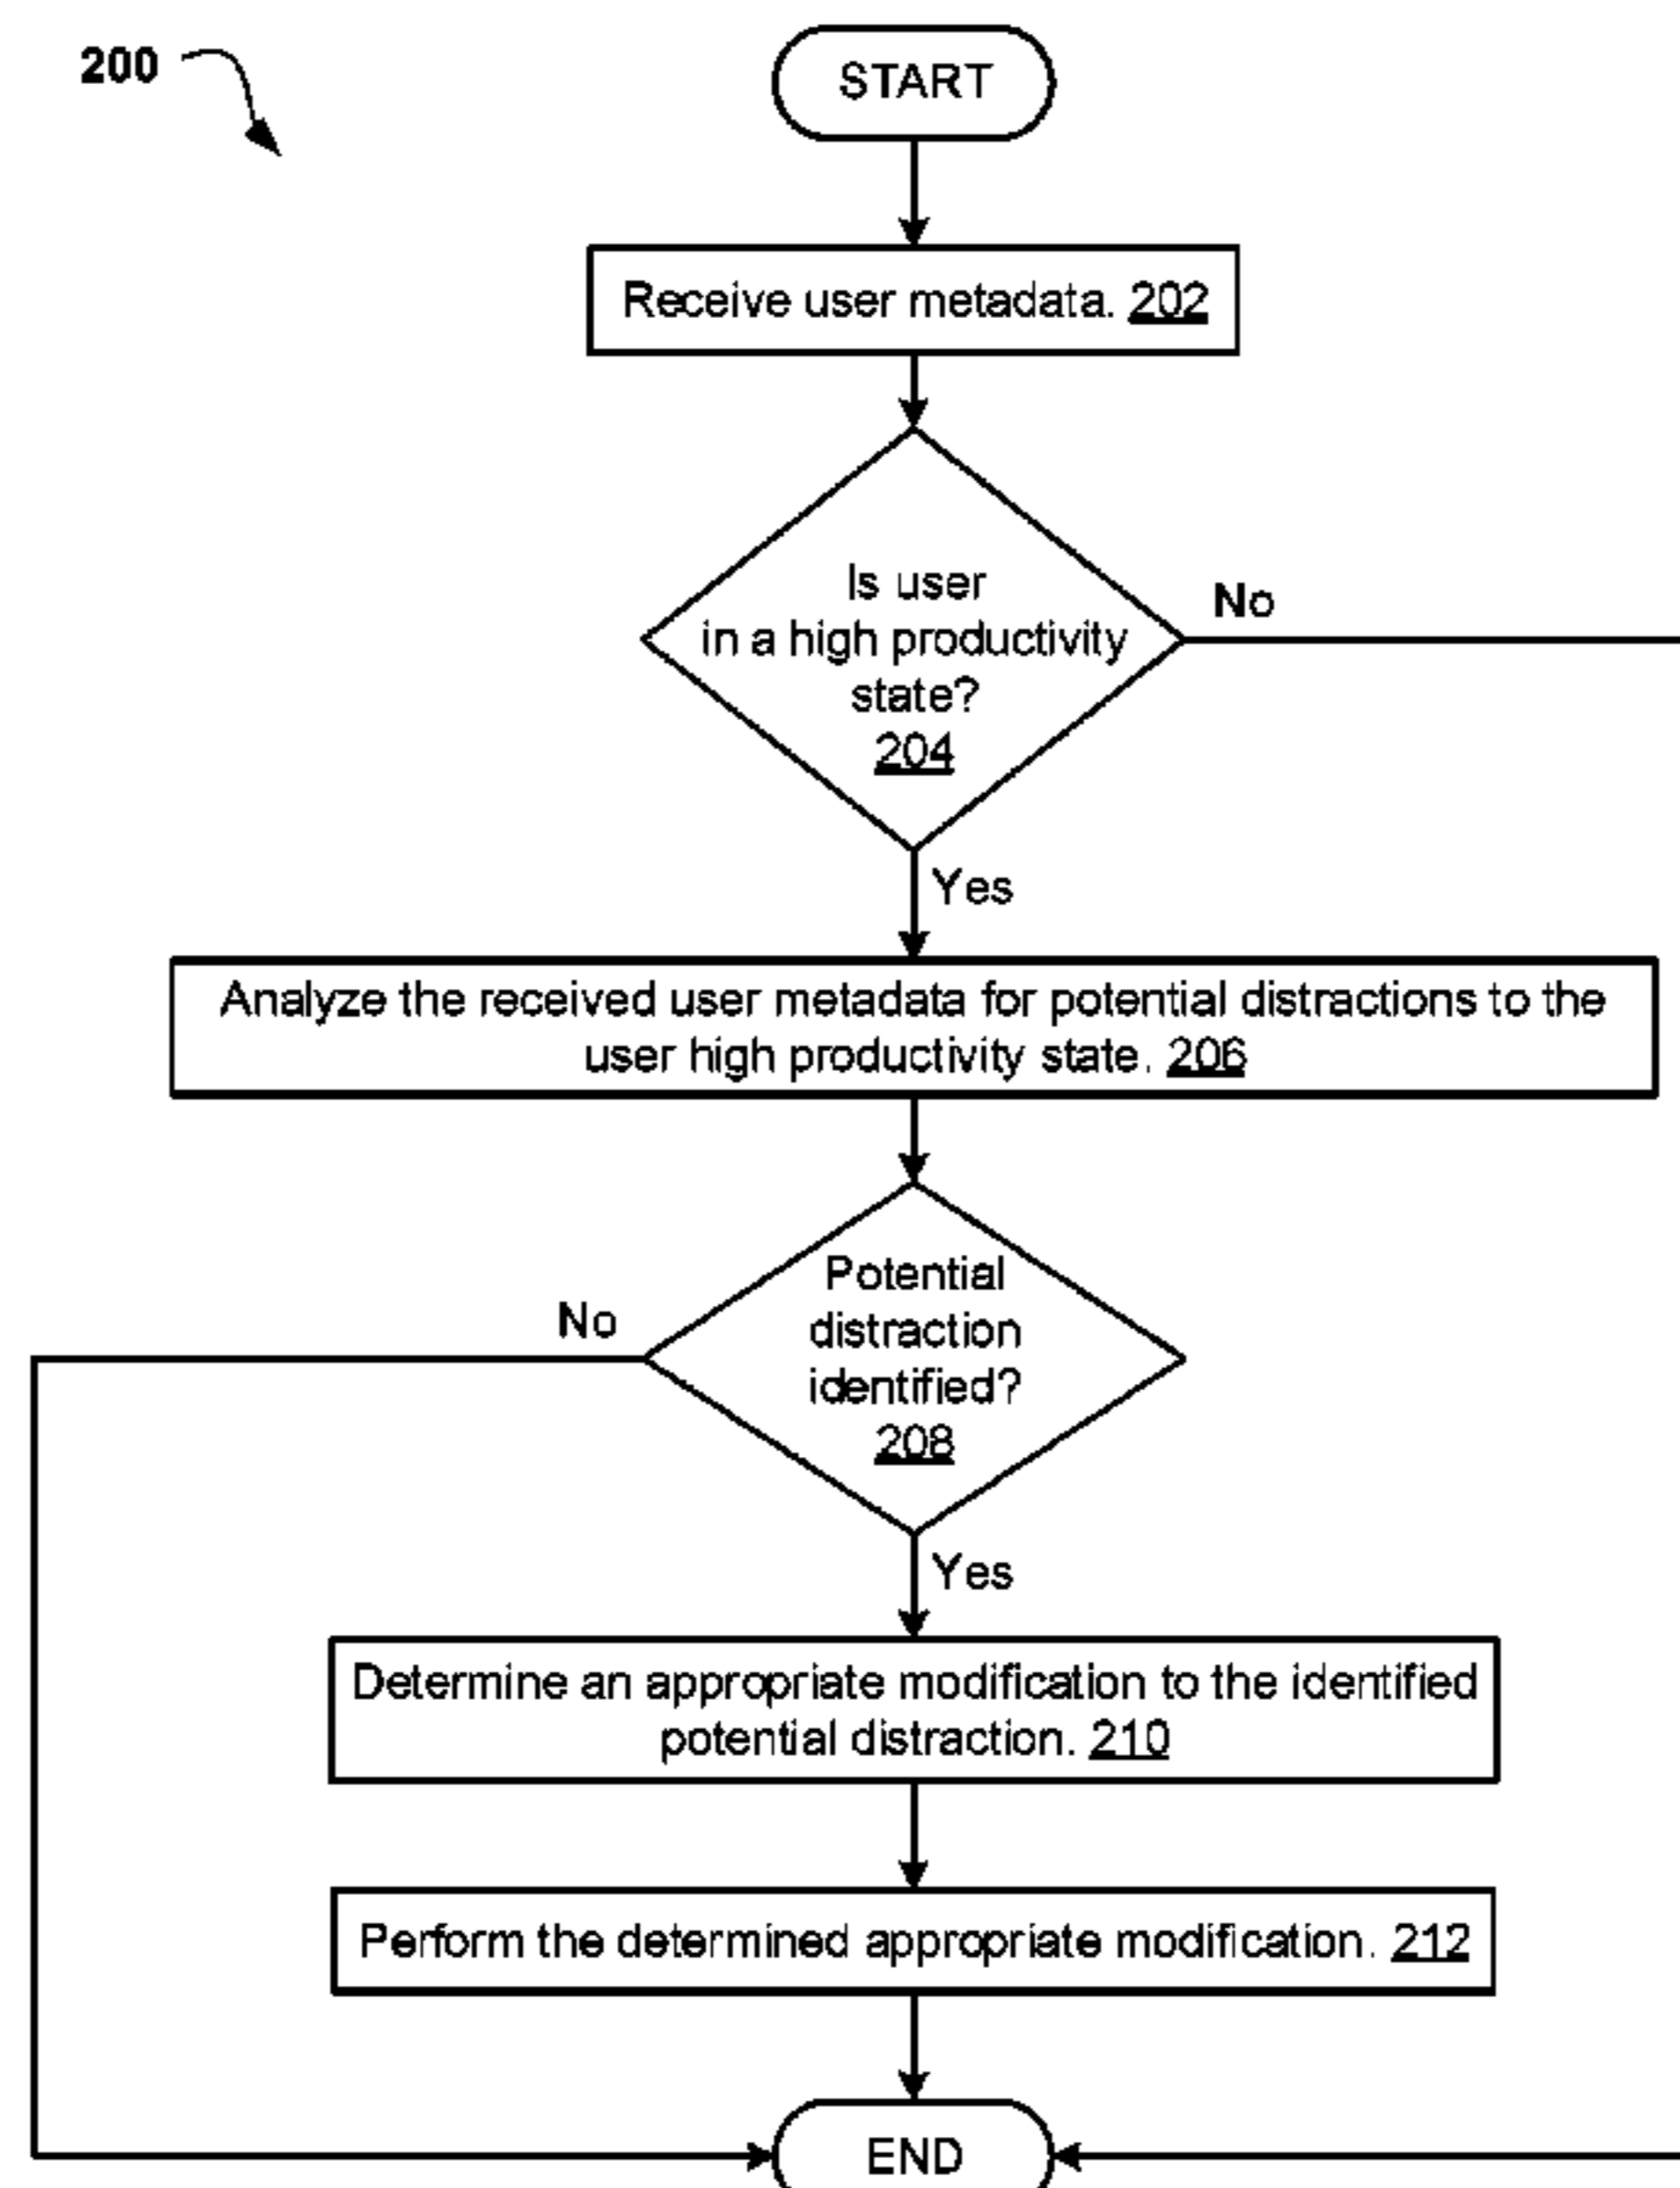 200
START
Receive user metadata. 202
Is user
in a high productivity
state?
204
No
Yes
Analyze the received user metadata for potential distractions to the
user high productivity state. 206
Potential
distraction
identified?
208
No
Yes
Determine an appropriate modification to the identified
potential distraction. 210
Perform the determined appropriate modification. 212
END